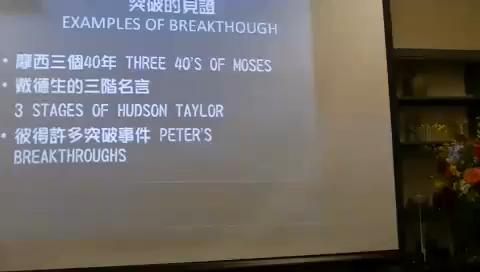 突破的見證
EXAMPLES OF BREAKTHOUGH
• 摩西三個40年 THREE 40'S OF MOSES
• 戴德生的三階名言
3 STAGES OF HUDSON TAYLOR
• 彼得許多突破事件 PETER'S
BREAKTHROUGHS